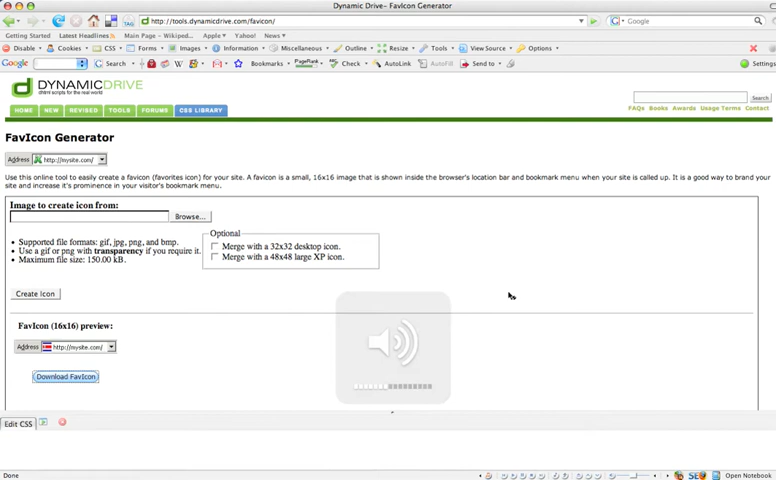 Dynamic Drive- FavIcon Generator
http://tools.dynamicdrive.com/favicon/
Google
Getting Started Latest Headlines Main Page – Wikiped... Apple Yahoo! News
Disable Cookies CSS Forms Images Information Miscellaneous Outline Resize Tools View Source Options
Google Search Bookmarks PageRank Check AutoLink AutoFill Send to Settings
DYNAMICDRIVE
dhtml scripts for the real world
Search
HOME NEW REVISED TOOLS FORUMS CSS LIBRARY
FAQs Books Awards Usage Terms Contact
FavIcon Generator
Address http://mysite.com/
Use this online tool to easily create a favicon (favorites icon) for your site. A favicon is a small, 16x16 image that is shown inside the browser's location bar and bookmark menu when your site is called up. It is a good way to brand your
site and increase it's prominence in your visitor's bookmark menu.
Image to create icon from:
Browse...
Optional
• Supported file formats: gif, jpg, png, and bmp.
• Use a gif or png with transparency if you require it.
• Maximum file size: 150.00 kB.
Merge with a 32x32 desktop icon.
Merge with a 48x48 large XP icon.
Create Icon
FavIcon (16x16) preview:
Address http://mysite.com/
Download FavIcon
Edit CSS
Done
SEO Open Notebook